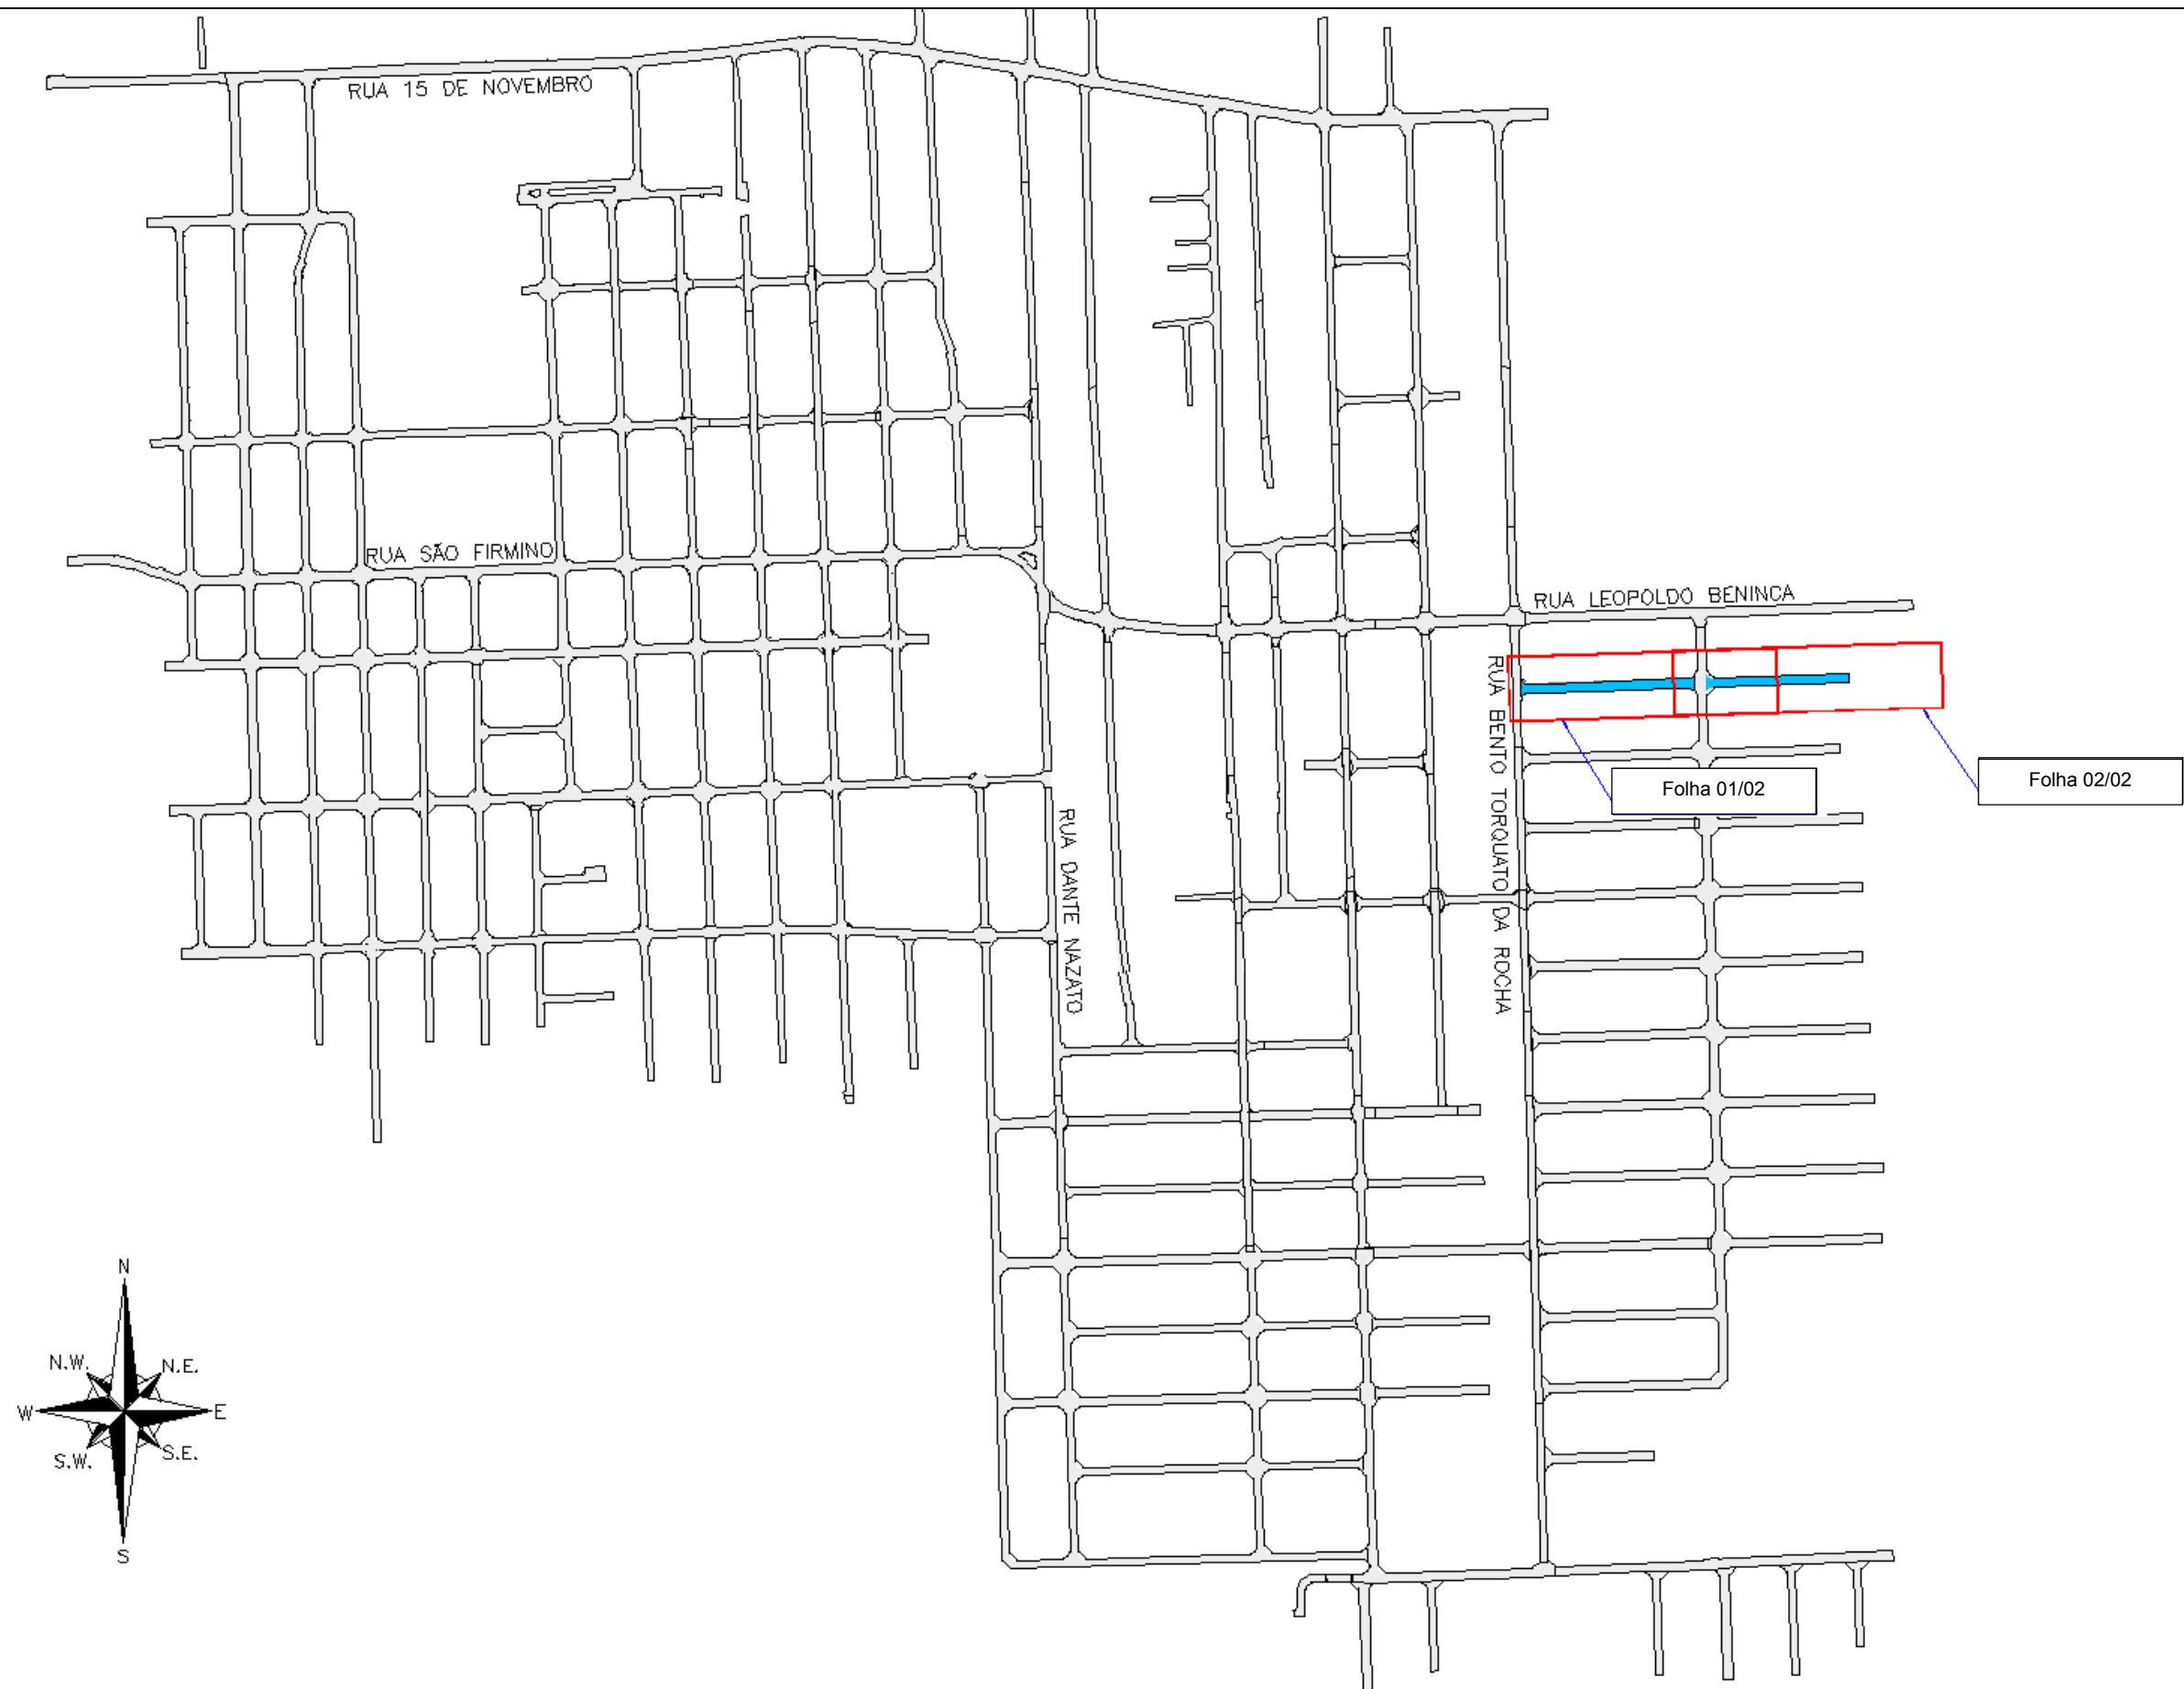 RUA 15 DE NOVEMBRO
RUA SÃO FIRMINO
RUA LEOPOLDO BENINCA
RUA BENTO TORQUATO DA ROCHA
Folha 01/02
Folha 02/02
RUA DANTE NAZATO
N
N.W.
N.E.
W
E
S.W.
S.E.
S